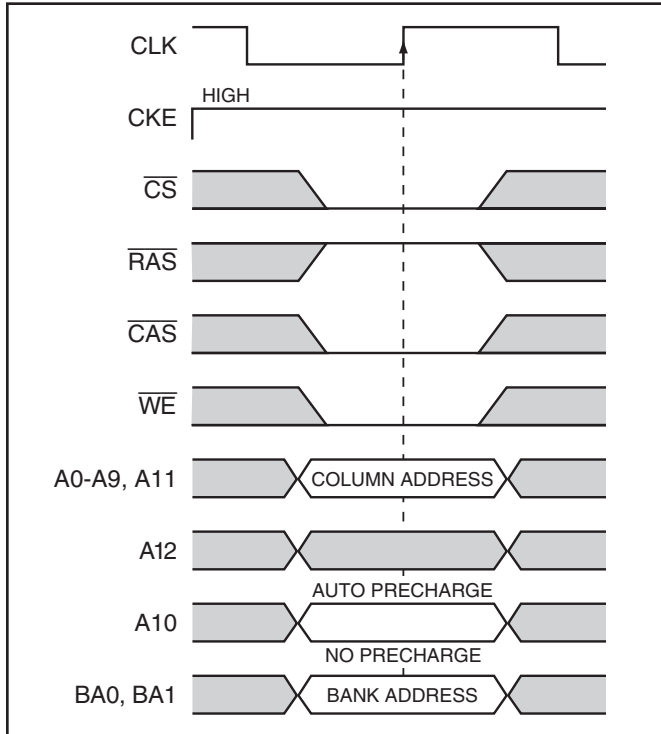 CLK
HIGH
CKE
CS
RAS
CAS
WE
A0-A9, A11 COLUMN ADDRESS
A12
AUTO PRECHARGE
A10
NO PRECHARGE
BA0, BA1 BANK ADDRESS